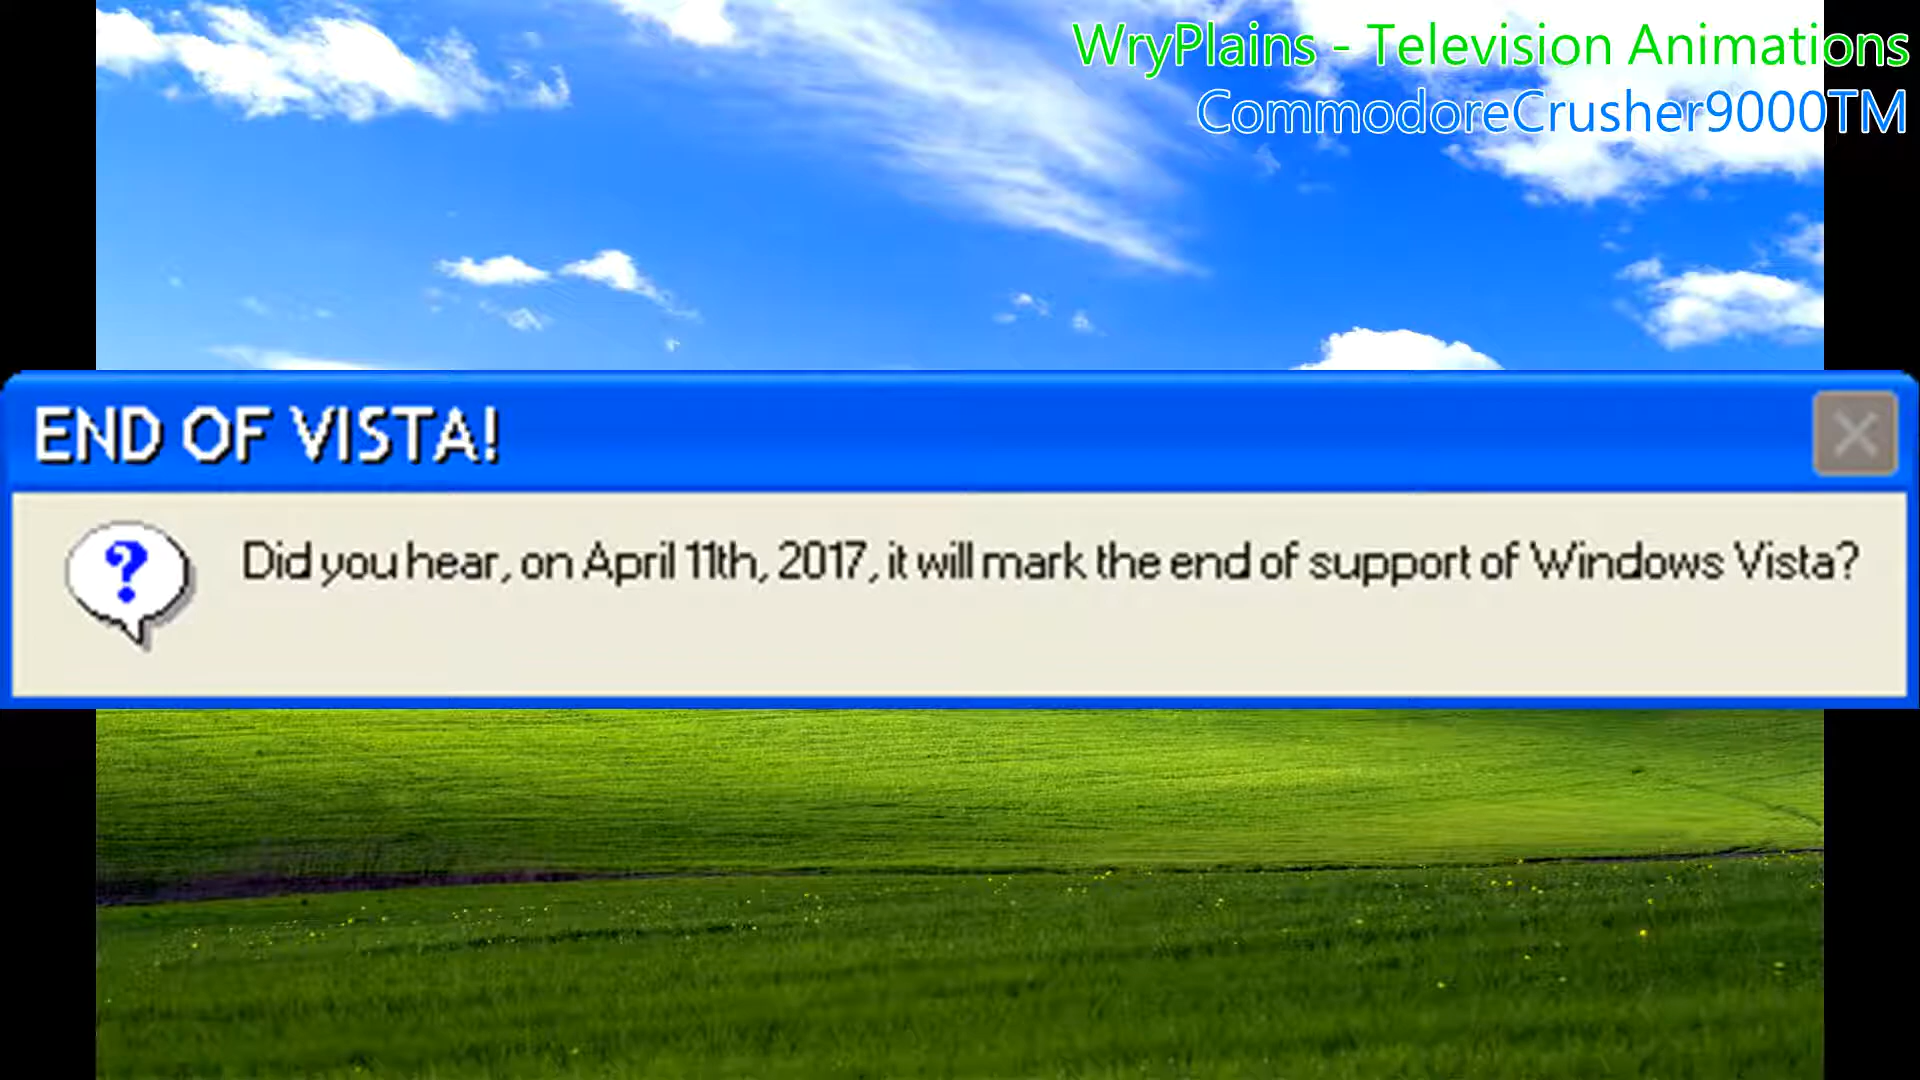 WryPlains - Television Animations
CommodoreCrusher9000TM
END OF VISTA!
Did you hear, on April 11th, 2017, it will mark the end of support of Windows Vista?